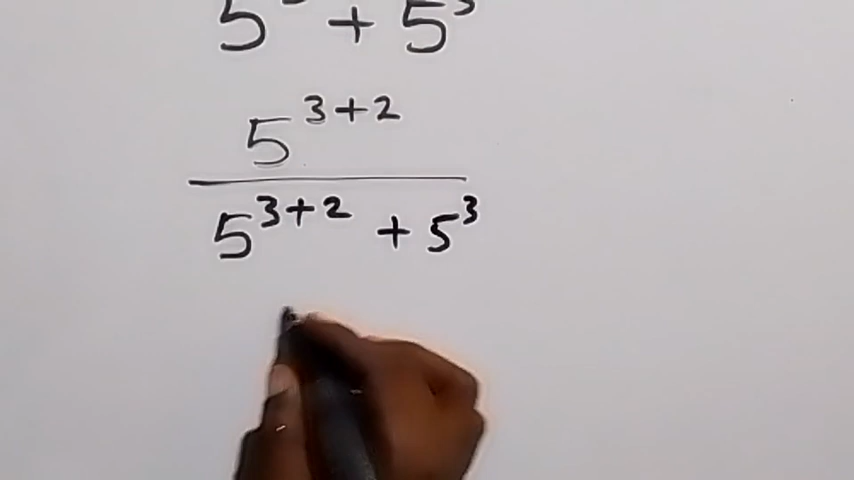 5 + 5³
5³⁺²
5³⁺² + 5³